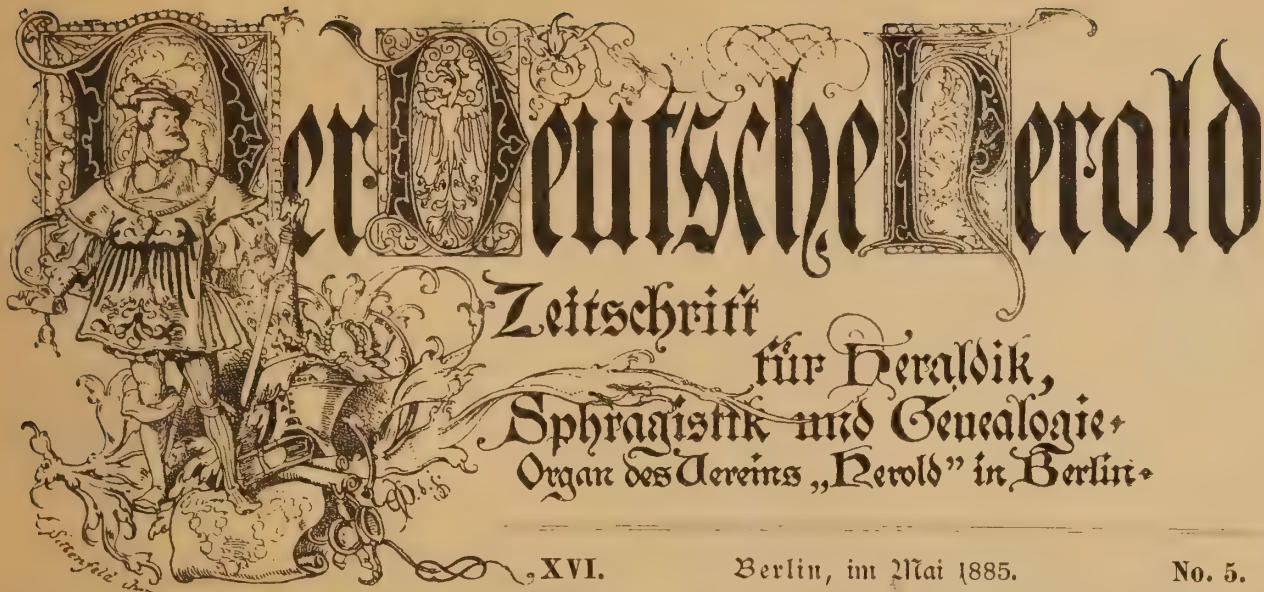 Der Deutsche Herold
Zeitschrift
für Heraldik,
Sphragistik und Genealogie.
Organ des Vereins „Herold” in Berlin.
XVI. Berlin, im Mai 1885. No. 5.